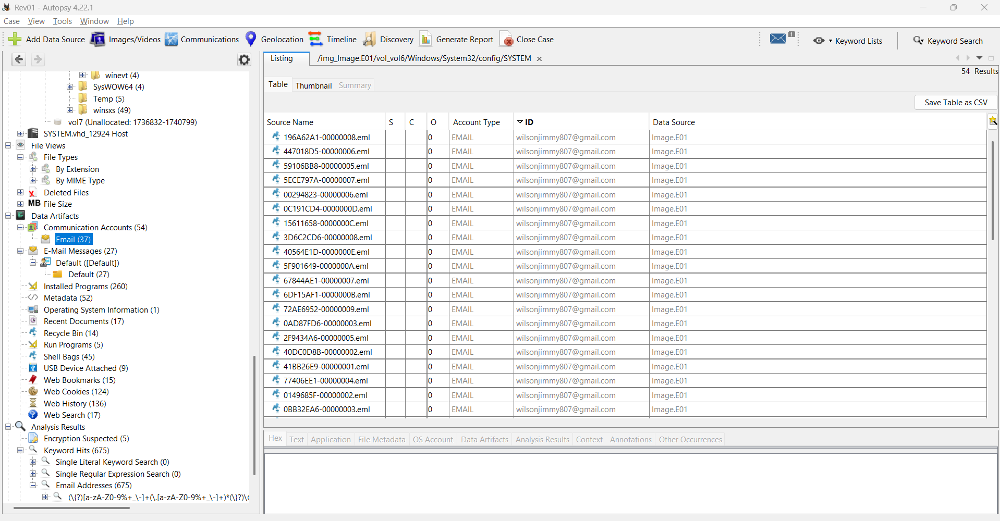 Rev01 - Autopsy 4.22.1
Case View Tools Window Help
Add Data Source Images/Videos Communications Geolocation Timeline Discovery Generate Report Close Case 1 Keyword Lists Keyword Search
Listing /img_Image.E01/vol_vol6/Windows/System32/config/SYSTEM
54 Results
Table Thumbnail Summary
Save Table as CSV
winevt (4)
SysWOW64 (4)
Temp (5)
winsxs (49)
vol7 (Unallocated: 1736832-1740799)
SYSTEM.vhd_12924 Host
File Views
File Types
By Extension
By MIME Type
Deleted Files
MB File Size
Data Artifacts
Communication Accounts (54)
Email (37)
E-Mail Messages (27)
Default ([Default])
Default (27)
Installed Programs (260)
Metadata (52)
Operating System Information (1)
Recent Documents (17)
Recycle Bin (14)
Run Programs (5)
Shell Bags (45)
USB Device Attached (9)
Web Bookmarks (15)
Web Cookies (124)
Web History (136)
Web Search (17)
Analysis Results
Encryption Suspected (5)
Keyword Hits (675)
Single Literal Keyword Search (0)
Single Regular Expression Search (0)
Email Addresses (675)
(\{?)[a-zA-Z0-9%+_\-]+(\.[a-zA-Z0-9%+_\-]+)*(\}?)\
Source Name S C O Account Type ID Data Source
196A62A1-00000008.eml 0 EMAIL wilsonjimmy807@gmail.com Image.E01
447018D5-00000006.eml 0 EMAIL wilsonjimmy807@gmail.com Image.E01
59106BB8-00000005.eml 0 EMAIL wilsonjimmy807@gmail.com Image.E01
5ECE797A-00000007.eml 0 EMAIL wilsonjimmy807@gmail.com Image.E01
00294823-00000006.eml 0 EMAIL wilsonjimmy807@gmail.com Image.E01
0C191CD4-0000000D.eml 0 EMAIL wilsonjimmy807@gmail.com Image.E01
15611658-0000000C.eml 0 EMAIL wilsonjimmy807@gmail.com Image.E01
3D6C2CD6-00000008.eml 0 EMAIL wilsonjimmy807@gmail.com Image.E01
40564E1D-0000000E.eml 0 EMAIL wilsonjimmy807@gmail.com Image.E01
5F901649-0000000A.eml 0 EMAIL wilsonjimmy807@gmail.com Image.E01
67844AE1-00000007.eml 0 EMAIL wilsonjimmy807@gmail.com Image.E01
6DF15AF1-0000000B.eml 0 EMAIL wilsonjimmy807@gmail.com Image.E01
72AE6952-00000009.eml 0 EMAIL wilsonjimmy807@gmail.com Image.E01
0AD87FD6-00000003.eml 0 EMAIL wilsonjimmy807@gmail.com Image.E01
2F9434A6-00000005.eml 0 EMAIL wilsonjimmy807@gmail.com Image.E01
40DC0D8B-00000002.eml 0 EMAIL wilsonjimmy807@gmail.com Image.E01
41BB26E9-00000001.eml 0 EMAIL wilsonjimmy807@gmail.com Image.E01
77406EE1-00000004.eml 0 EMAIL wilsonjimmy807@gmail.com Image.E01
0149685F-00000002.eml 0 EMAIL wilsonjimmy807@gmail.com Image.E01
0BB32EA6-00000003.eml 0 EMAIL wilsonjimmy807@gmail.com Image.E01
Hex Text Application File Metadata OS Account Data Artifacts Analysis Results Context Annotations Other Occurrences